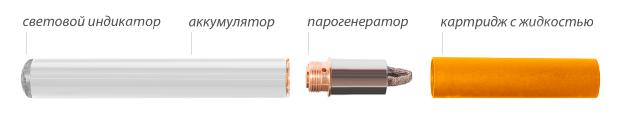 световой индикатор
аккумулятор
парогенератор
картридж с жидкостью